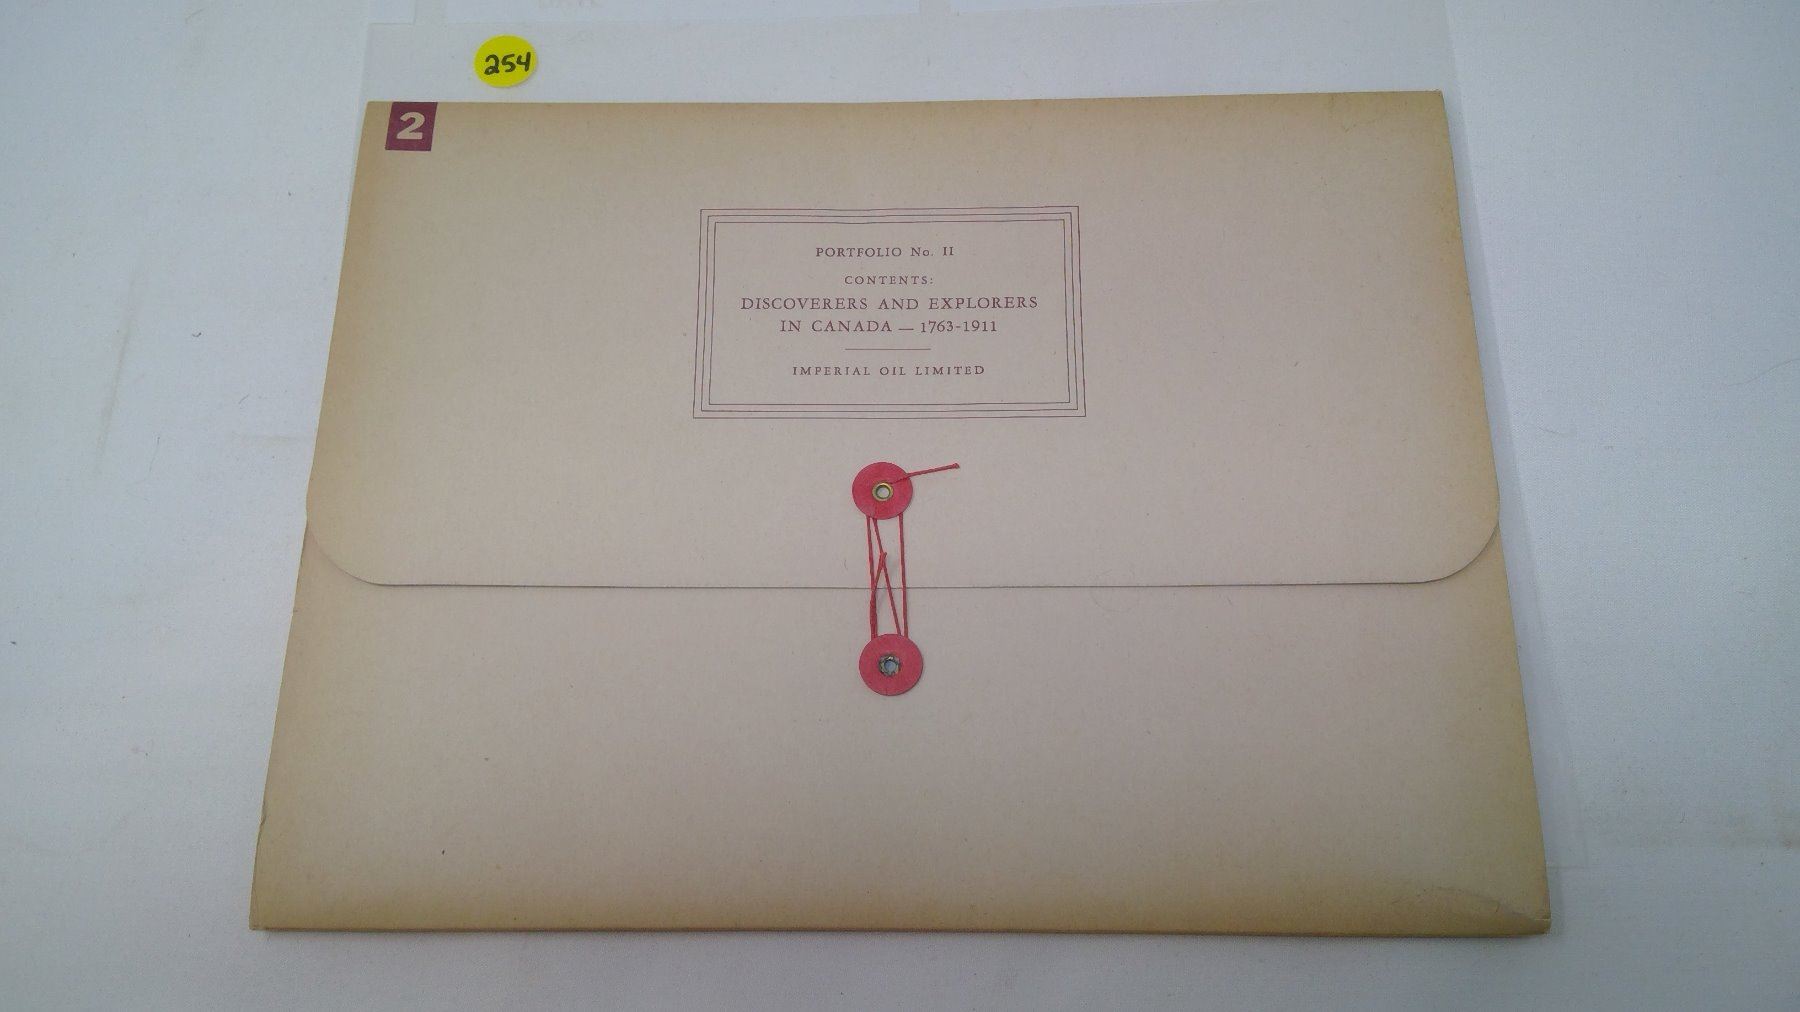 254
2
PORTFOLIO No. II
CONTENTS:
DISCOVERERS AND EXPLORERS
IN CANADA — 1763-1911
IMPERIAL OIL LIMITED